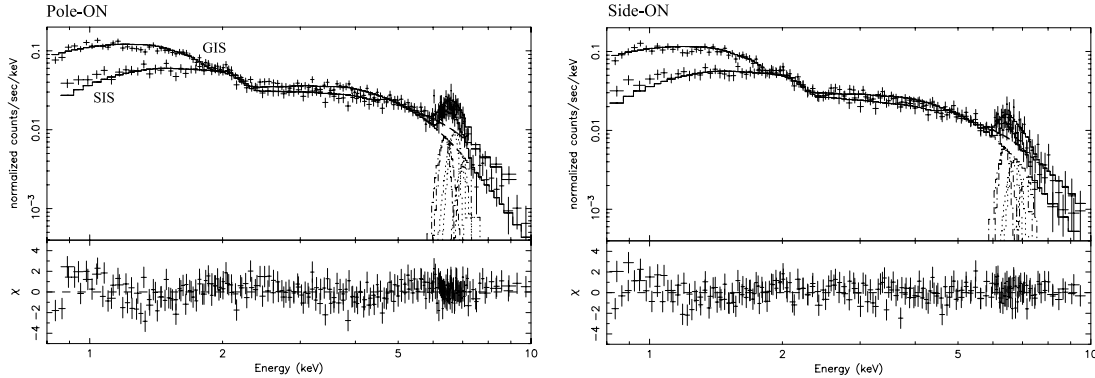 Pole-ON
GIS
SIS
normalized counts/sec/keV
0.1
0.01
10⁻³
χ
4
2
0
-2
-4
1
2
5
10
Energy (keV)
Side-ON
normalized counts/sec/keV
0.1
0.01
10⁻³
χ
4
2
0
-2
-4
1
2
5
10
Energy (keV)